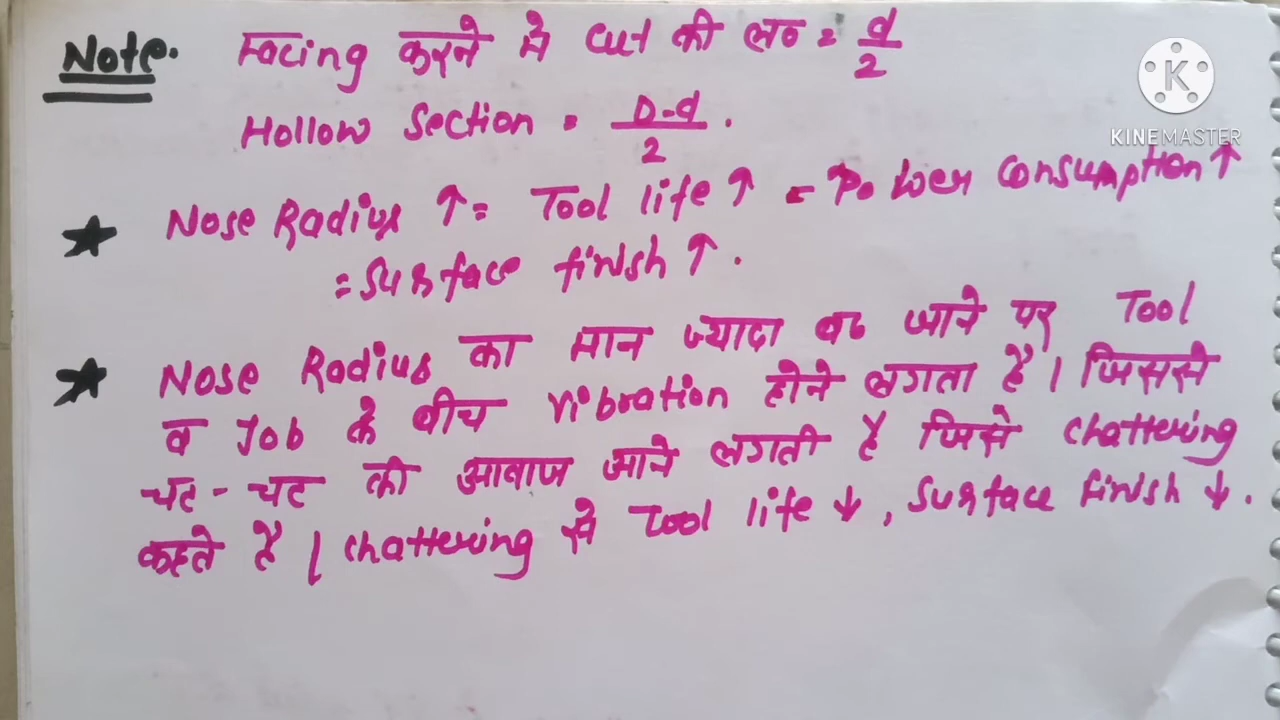 Note. Facing करने मे cut की ल० = d/2
Hollow Section = D-d/2 .
★ Nose Radius ↑ = Tool life ↑ = Power consumption ↑
= Surface finish ↑ .
★ Nose Radius का मान ज्यादा बढ जाने पर Tool
व Job के बीच vibration होने लगता है । जिससे
चट - चट की आवाज आने लगती है जिसे chattering
कहते है । chattering से Tool life ↓ , Surface finish ↓ .
K
KINEMASTER